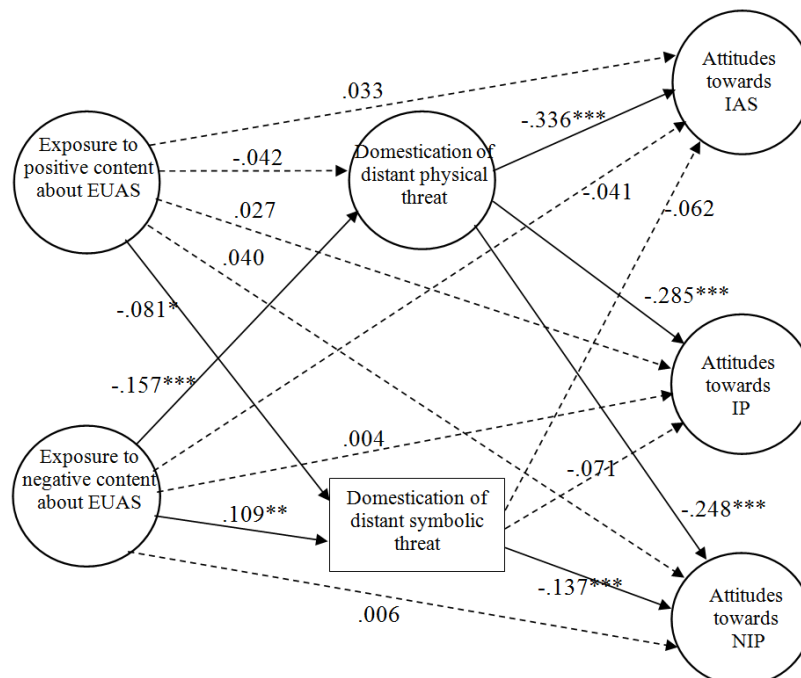 Attitudes
towards
IAS
.033
-.336***
Exposure to
positive content
about EUAS
-.042
Domestication of
distant physical
threat
-.041
-.062
.027
.040
-.081*
-.285***
-.157***
Attitudes
towards
IP
Exposure to
negative content
about EUAS
.004
-.071
Domestication of
distant symbolic
threat
.109**
-.248***
-.137***
Attitudes
towards
NIP
.006